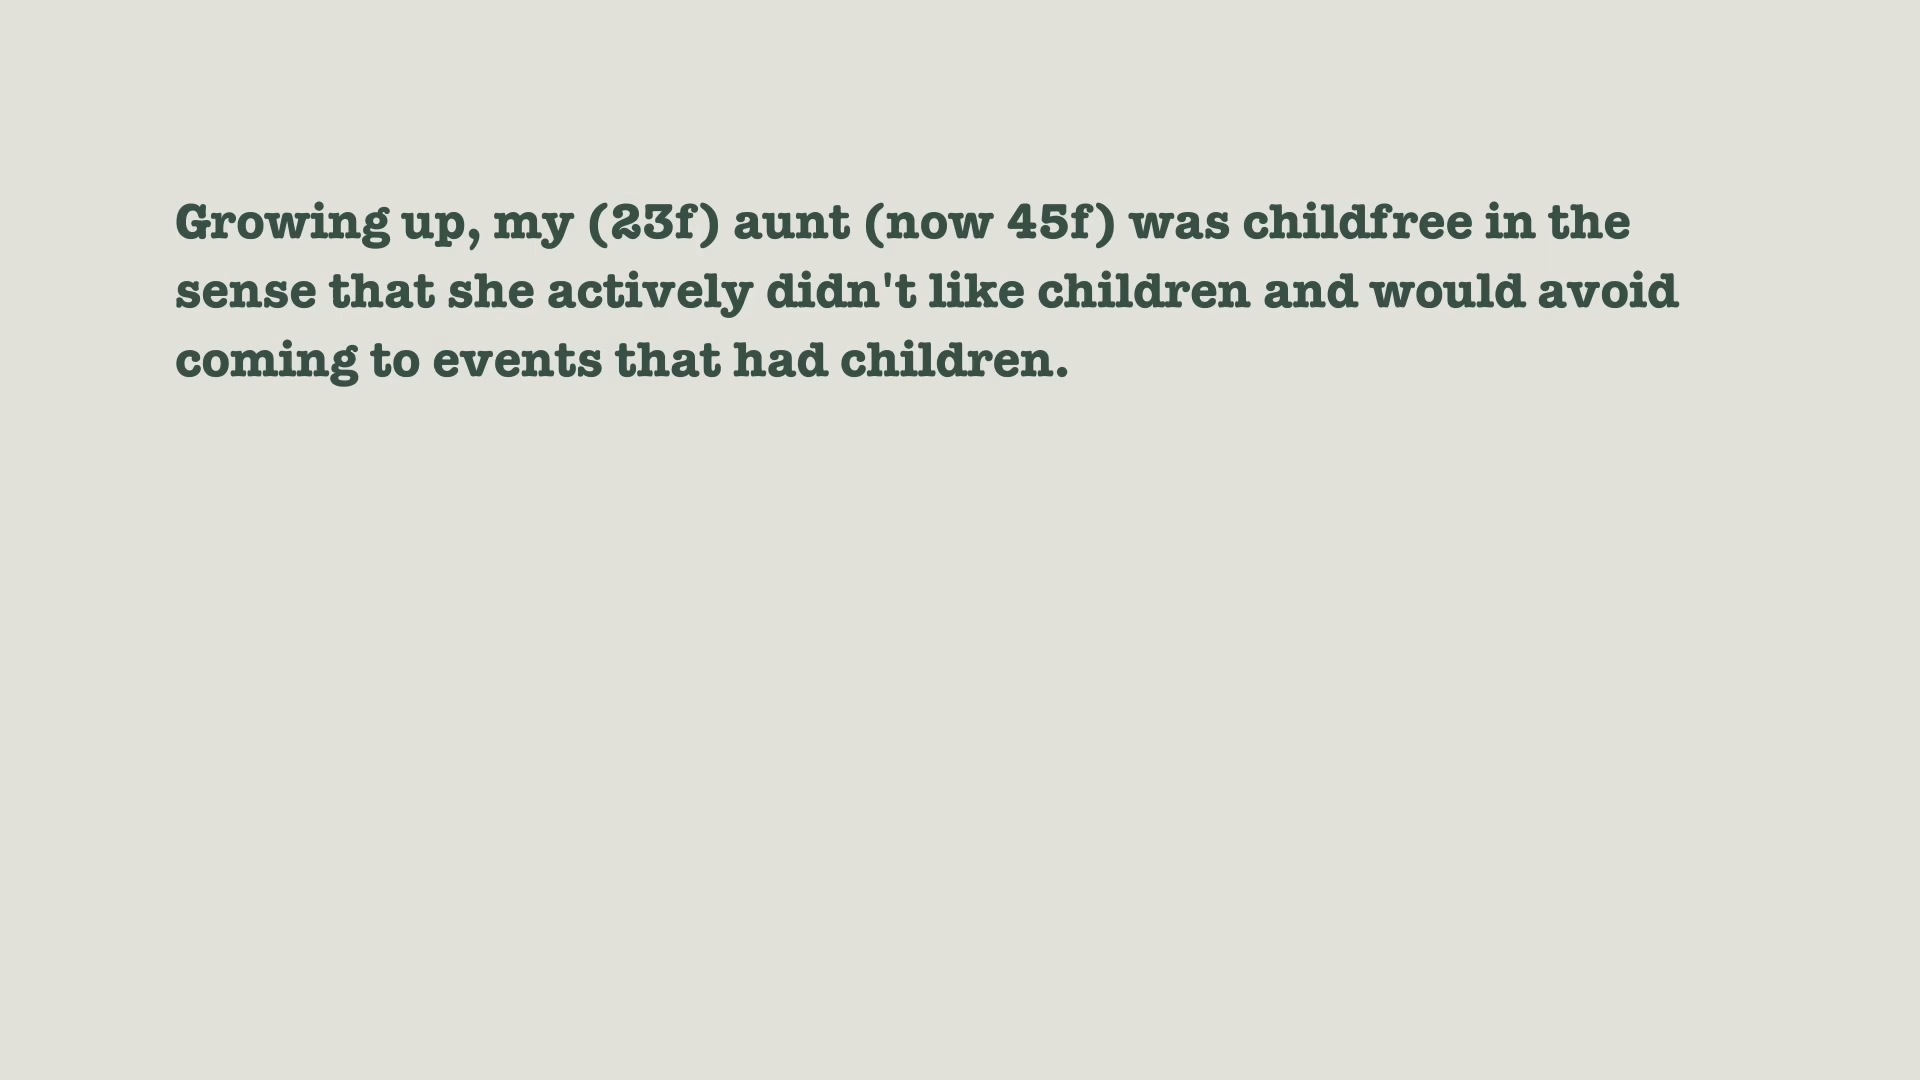 Growing up, my (23f) aunt (now 45f) was childfree in the
sense that she actively didn't like children and would avoid
coming to events that had children.